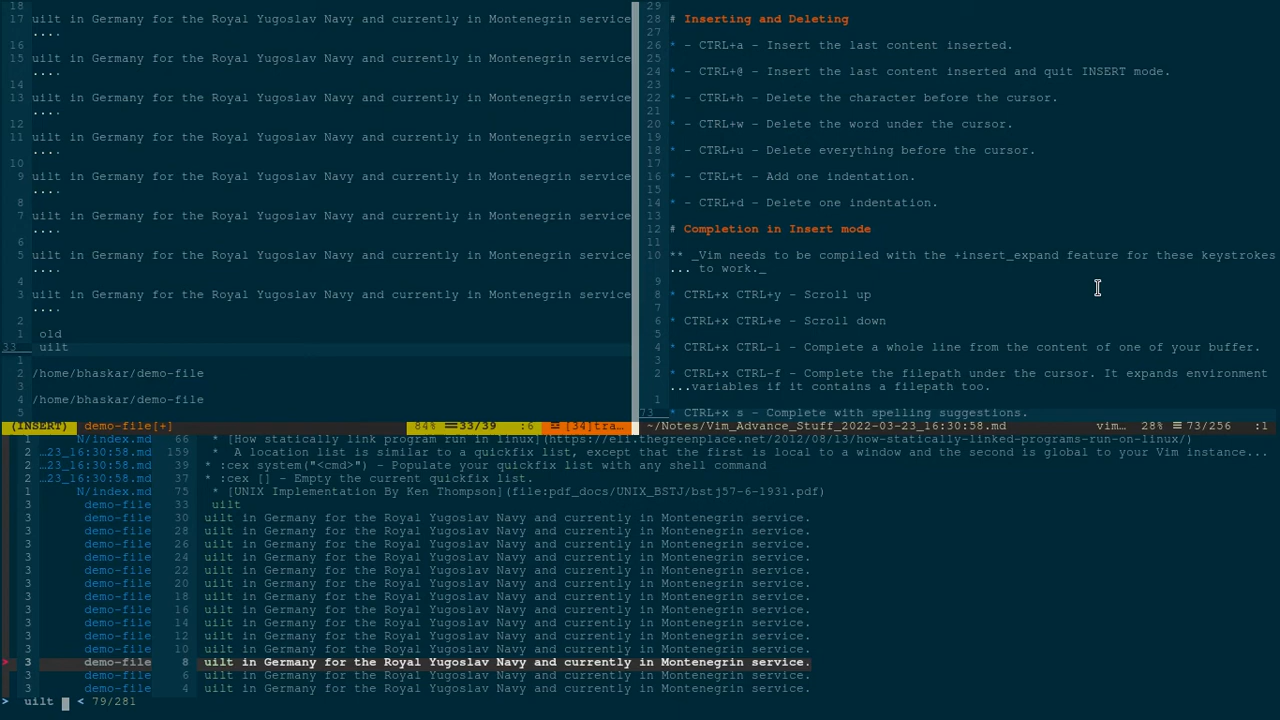 18
17 uilt in Germany for the Royal Yugoslav Navy and currently in Montenegrin service
....
16
15 uilt in Germany for the Royal Yugoslav Navy and currently in Montenegrin service
....
14
13 uilt in Germany for the Royal Yugoslav Navy and currently in Montenegrin service
....
12
11 uilt in Germany for the Royal Yugoslav Navy and currently in Montenegrin service
....
10
9 uilt in Germany for the Royal Yugoslav Navy and currently in Montenegrin service
....
8
7 uilt in Germany for the Royal Yugoslav Navy and currently in Montenegrin service
....
6
5 uilt in Germany for the Royal Yugoslav Navy and currently in Montenegrin service
....
4
3 uilt in Germany for the Royal Yugoslav Navy and currently in Montenegrin service
....
2
1 old
33 uilt
1
2 /home/bhaskar/demo-file
3
4 /home/bhaskar/demo-file
5
(INSERT) demo-file[+] 84% ☰33/39 :6 ☲ [34]tra…
29
28 # Inserting and Deleting
27
26 * - CTRL+a - Insert the last content inserted.
25
24 * - CTRL+@ - Insert the last content inserted and quit INSERT mode.
23
22 * - CTRL+h - Delete the character before the cursor.
21
20 * - CTRL+w - Delete the word under the cursor.
19
18 * - CTRL+u - Delete everything before the cursor.
17
16 * - CTRL+t - Add one indentation.
15
14 * - CTRL+d - Delete one indentation.
13
12 # Completion in Insert mode
11
10 ** _Vim needs to be compiled with the +insert_expand feature for these keystrokes
... to work._
9
8 * CTRL+x CTRL+y - Scroll up
7
6 * CTRL+x CTRL+e - Scroll down
5
4 * CTRL+x CTRL-l - Complete a whole line from the content of one of your buffer.
3
2 * CTRL+x CTRL-f - Complete the filepath under the cursor. It expands environment
...variables if it contains a filepath too.
1
73 * CTRL+x s - Complete with spelling suggestions.
~/Notes/Vim_Advance_Stuff_2022-03-23_16:30:58.md vim… 28% ☰73/256 :1
1 N/index.md 66 * [How statically link program run in linux](https://eli.thegreenplace.net/2012/08/13/how-statically-linked-programs-run-on-linux/)
2 …23_16:30:58.md 159 * A location list is similar to a quickfix list, except that the first is local to a window and the second is global to your Vim instance...
2 …23_16:30:58.md 39 * :cex system("<cmd>") - Populate your quickfix list with any shell command
2 …23_16:30:58.md 37 * :cex [] - Empty the current quickfix list.
1 N/index.md 75 * [UNIX Implementation By Ken Thompson](file:pdf_docs/UNIX_BSTJ/bstj57-6-1931.pdf)
3 demo-file 33 uilt
3 demo-file 30 uilt in Germany for the Royal Yugoslav Navy and currently in Montenegrin service.
3 demo-file 28 uilt in Germany for the Royal Yugoslav Navy and currently in Montenegrin service.
3 demo-file 26 uilt in Germany for the Royal Yugoslav Navy and currently in Montenegrin service.
3 demo-file 24 uilt in Germany for the Royal Yugoslav Navy and currently in Montenegrin service.
3 demo-file 22 uilt in Germany for the Royal Yugoslav Navy and currently in Montenegrin service.
3 demo-file 20 uilt in Germany for the Royal Yugoslav Navy and currently in Montenegrin service.
3 demo-file 18 uilt in Germany for the Royal Yugoslav Navy and currently in Montenegrin service.
3 demo-file 16 uilt in Germany for the Royal Yugoslav Navy and currently in Montenegrin service.
3 demo-file 14 uilt in Germany for the Royal Yugoslav Navy and currently in Montenegrin service.
3 demo-file 12 uilt in Germany for the Royal Yugoslav Navy and currently in Montenegrin service.
3 demo-file 10 uilt in Germany for the Royal Yugoslav Navy and currently in Montenegrin service.
> 3 demo-file 8 uilt in Germany for the Royal Yugoslav Navy and currently in Montenegrin service.
3 demo-file 6 uilt in Germany for the Royal Yugoslav Navy and currently in Montenegrin service.
3 demo-file 4 uilt in Germany for the Royal Yugoslav Navy and currently in Montenegrin service.
> uilt < 79/281